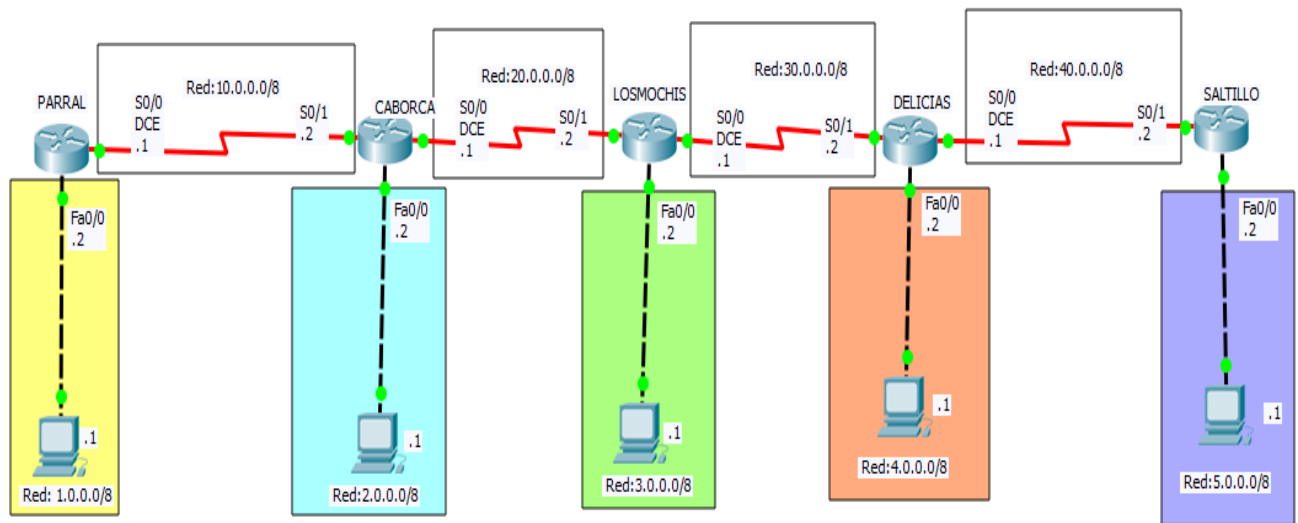 Red:10.0.0.0/8
Red:20.0.0.0/8
Red:30.0.0.0/8
Red:40.0.0.0/8
PARRAL
S0/0
DCE
.1
S0/1
.2
CABORCA
S0/0
DCE
.1
S0/1
.2
LOSMOCHIS
S0/0
DCE
.1
S0/1
.2
DELICIAS
S0/0
DCE
.1
S0/1
.2
SALTILLO
Fa0/0
.2
Fa0/0
.2
Fa0/0
.2
Fa0/0
.2
Fa0/0
.2
.1
.1
.1
.1
.1
Red: 1.0.0.0/8
Red:2.0.0.0/8
Red:3.0.0.0/8
Red:4.0.0.0/8
Red:5.0.0.0/8